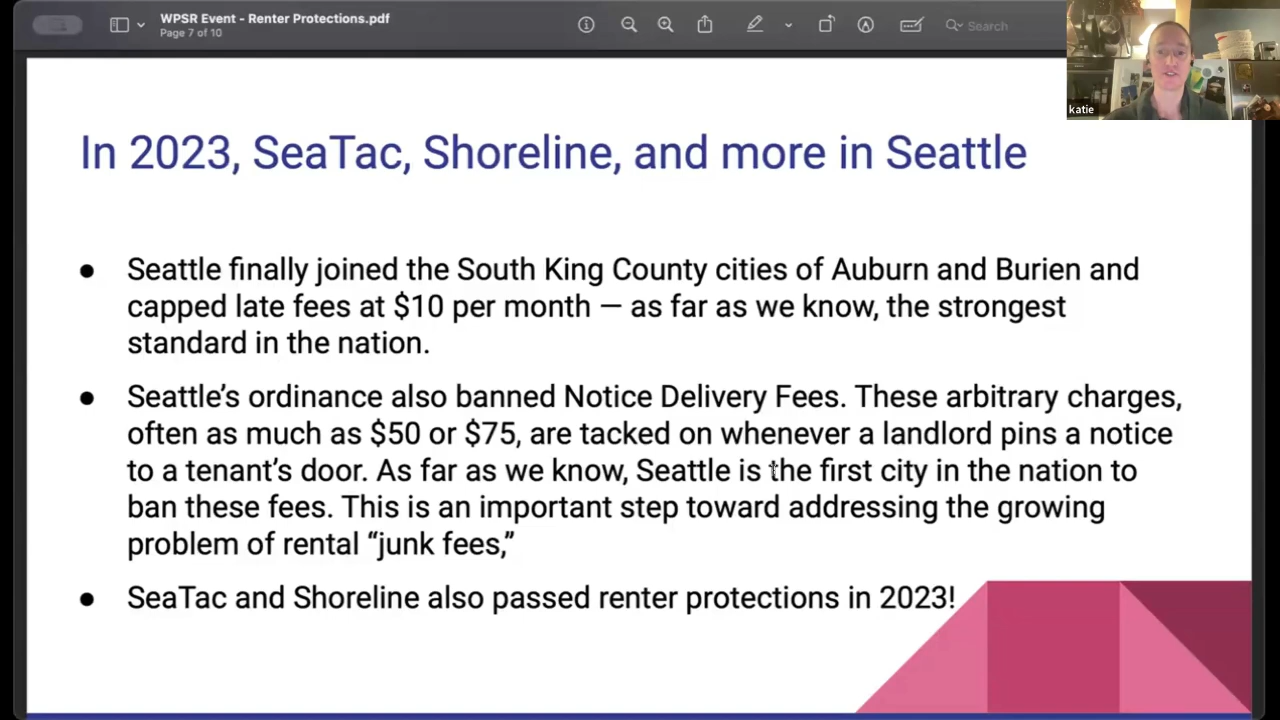 WPSR Event - Renter Protections.pdf
Page 7 of 10
Search
katie
In 2023, SeaTac, Shoreline, and more in Seattle
● Seattle finally joined the South King County cities of Auburn and Burien and
capped late fees at $10 per month — as far as we know, the strongest
standard in the nation.
● Seattle’s ordinance also banned Notice Delivery Fees. These arbitrary charges,
often as much as $50 or $75, are tacked on whenever a landlord pins a notice
to a tenant’s door. As far as we know, Seattle is the first city in the nation to
ban these fees. This is an important step toward addressing the growing
problem of rental “junk fees,”
● SeaTac and Shoreline also passed renter protections in 2023!